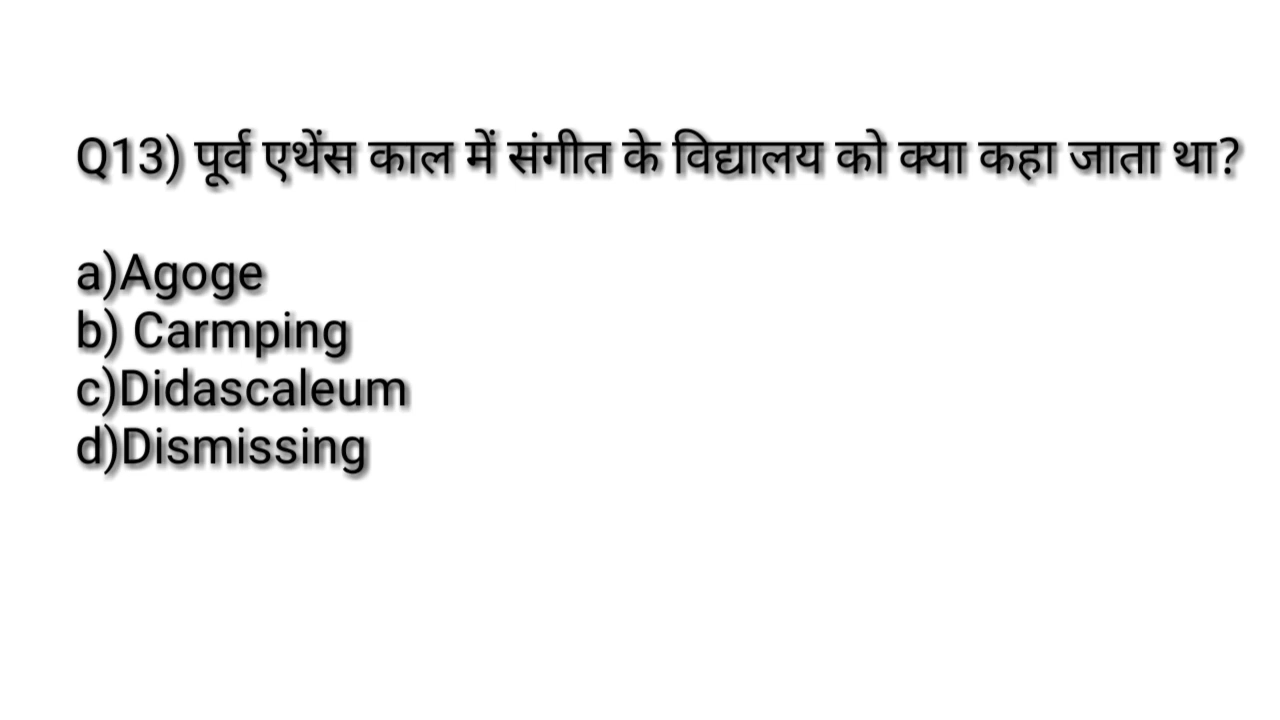 Q13) पूर्व एथेंस काल में संगीत के विद्यालय को क्या कहा जाता था?
a)Agoge
b) Carmping
c)Didascaleum
d)Dismissing